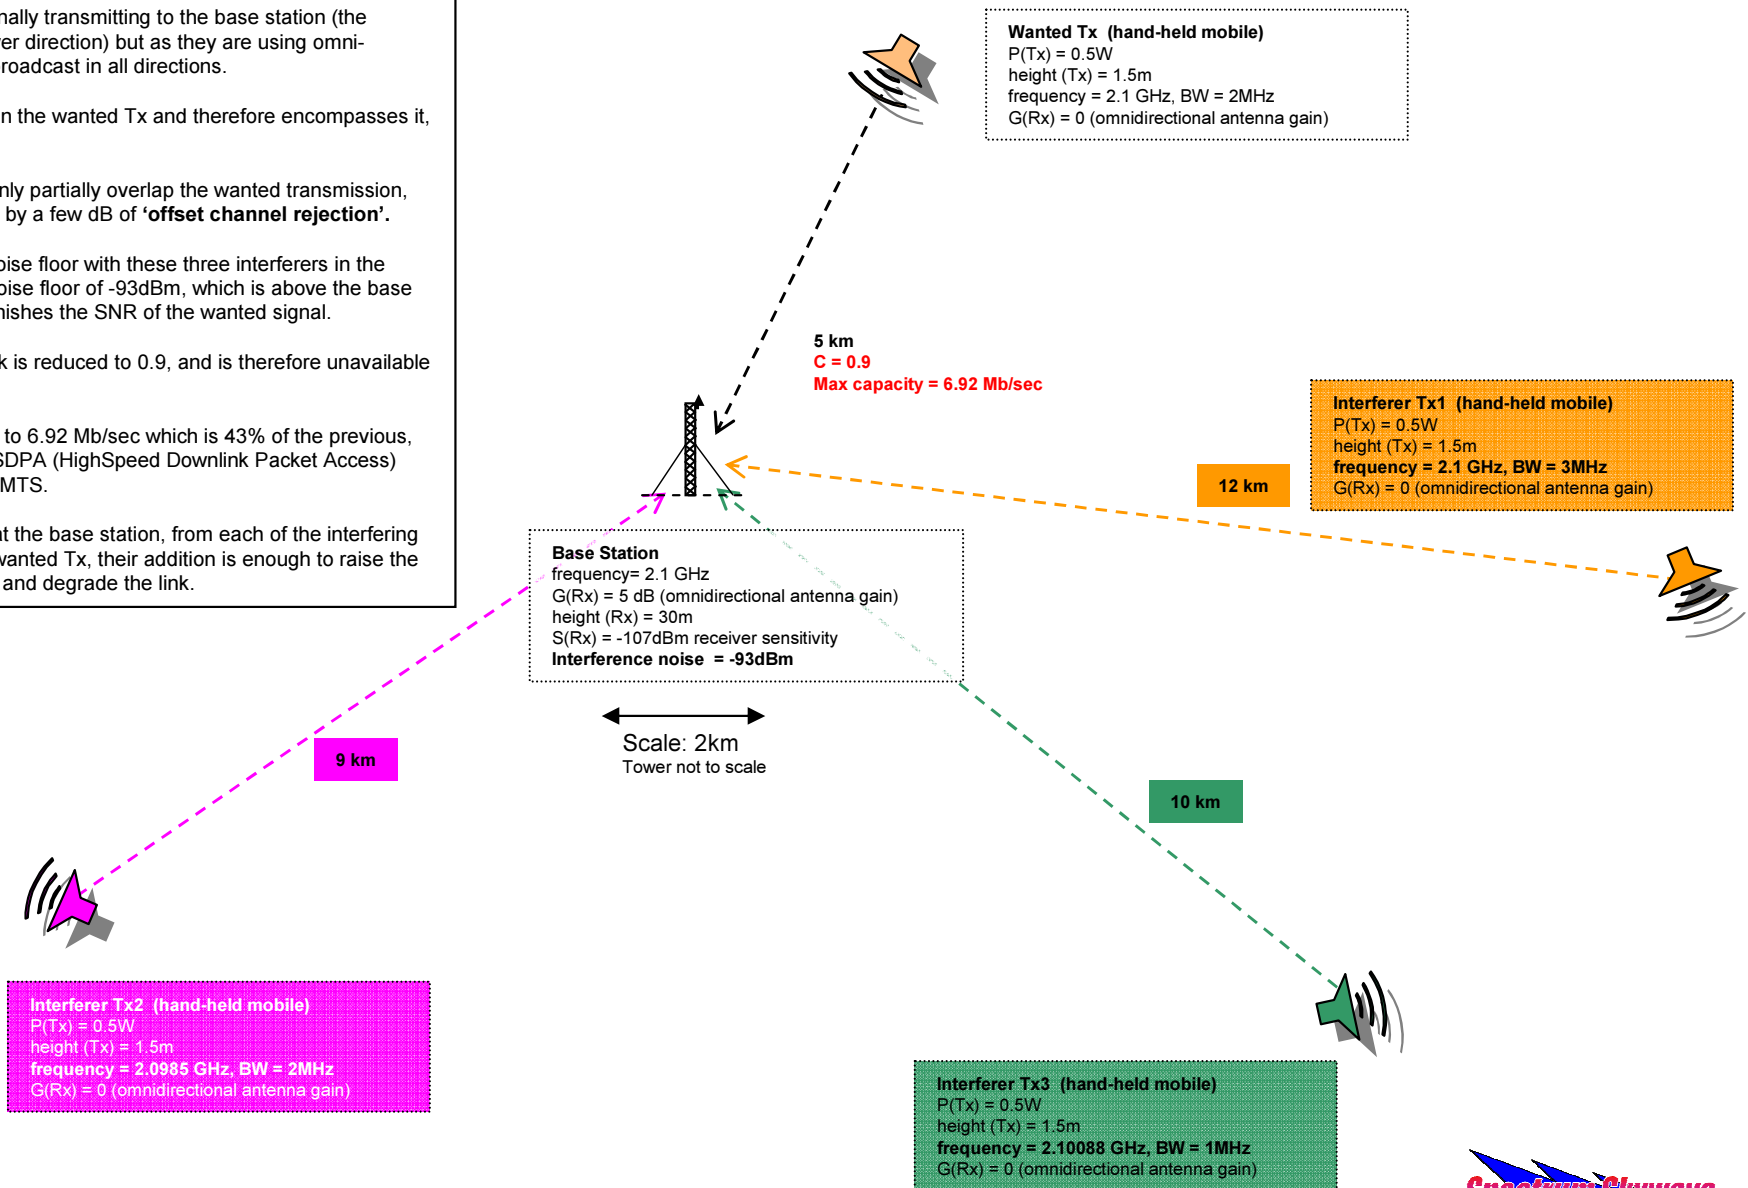 nally transmitting to the base station (the
er direction) but as they are using omni-
roadcast in all directions.
n the wanted Tx and therefore encompasses it,
nly partially overlap the wanted transmission,
by a few dB of 'offset channel rejection'.
oise floor with these three interferers in the
oise floor of -93dBm, which is above the base
nishes the SNR of the wanted signal.
k is reduced to 0.9, and is therefore unavailable
to 6.92 Mb/sec which is 43% of the previous,
SDPA (HighSpeed Downlink Packet Access)
MTS.
at the base station, from each of the interfering
wanted Tx, their addition is enough to raise the
and degrade the link.
Wanted Tx (hand-held mobile)
P(Tx) = 0.5W
height (Tx) = 1.5m
frequency = 2.1 GHz, BW = 2MHz
G(Rx) = 0 (omnidirectional antenna gain)
5 km
C = 0.9
Max capacity = 6.92 Mb/sec
Interferer Tx1 (hand-held mobile)
P(Tx) = 0.5W
height (Tx) = 1.5m
frequency = 2.1 GHz, BW = 3MHz
G(Rx) = 0 (omnidirectional antenna gain)
12 km
Base Station
frequency= 2.1 GHz
G(Rx) = 5 dB (omnidirectional antenna gain)
height (Rx) = 30m
S(Rx) = -107dBm receiver sensitivity
Interference noise = -93dBm
Scale: 2km
Tower not to scale
9 km
10 km
Interferer Tx2 (hand-held mobile)
P(Tx) = 0.5W
height (Tx) = 1.5m
frequency = 2.0985 GHz, BW = 2MHz
G(Rx) = 0 (omnidirectional antenna gain)
Interferer Tx3 (hand-held mobile)
P(Tx) = 0.5W
height (Tx) = 1.5m
frequency = 2.10088 GHz, BW = 1MHz
G(Rx) = 0 (omnidirectional antenna gain)